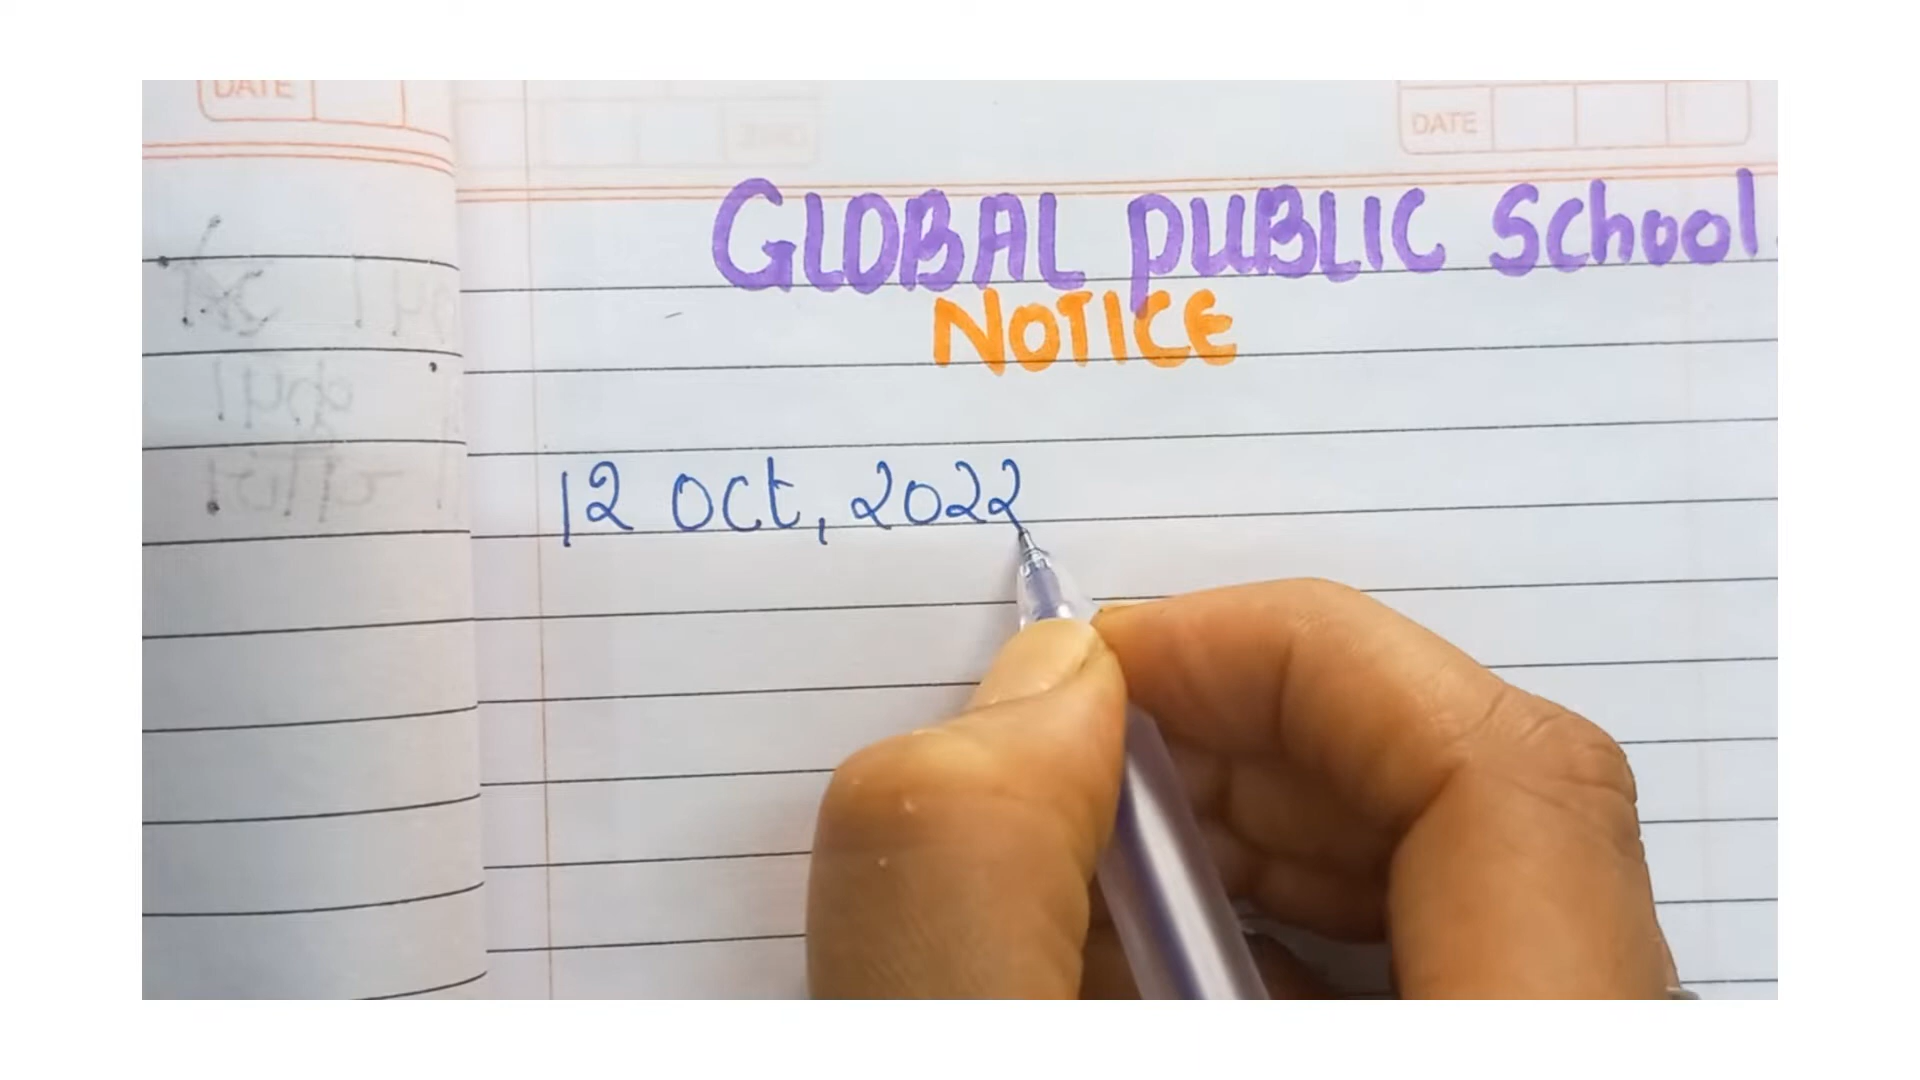 DATE
DATE
GLOBAL PUBLIC School
NOTICE
12 Oct, 2022